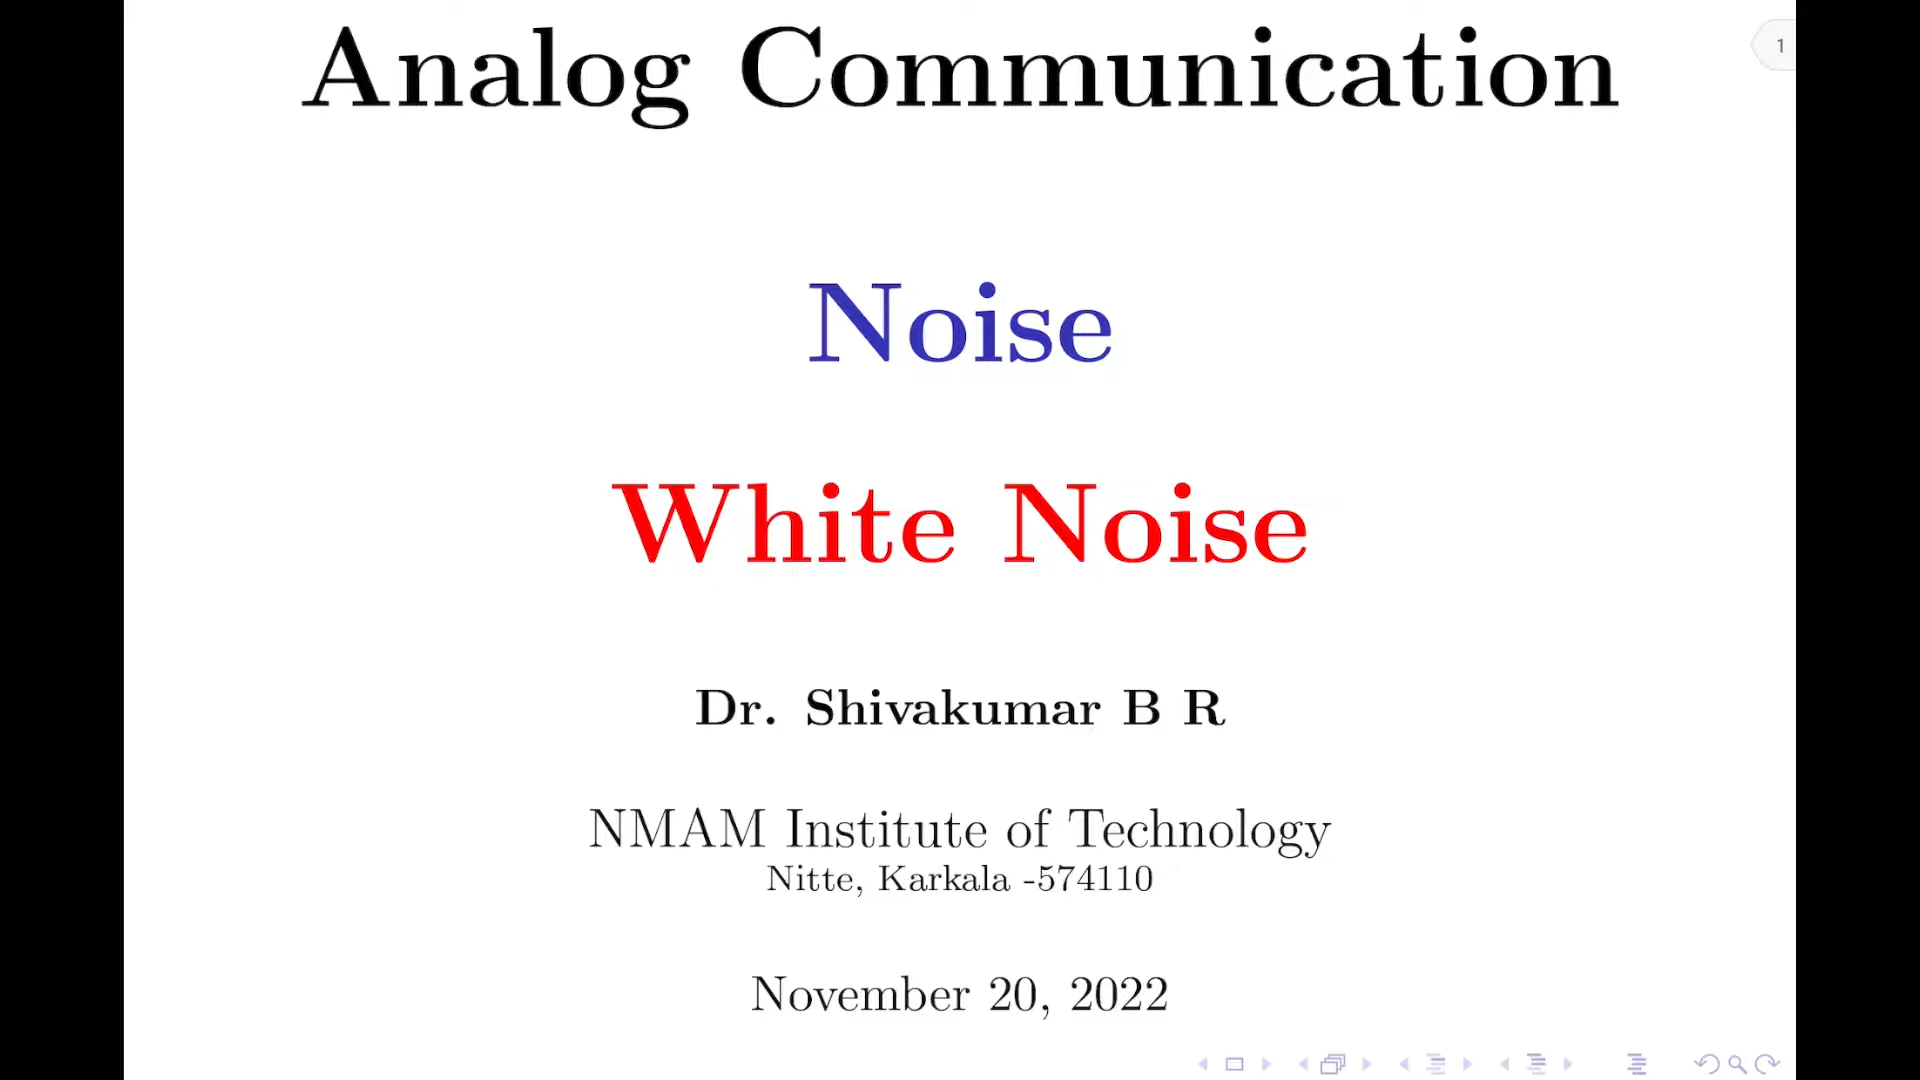 Analog Communication
1
Noise
White Noise
Dr. Shivakumar B R
NMAM Institute of Technology
Nitte, Karkala -574110
November 20, 2022